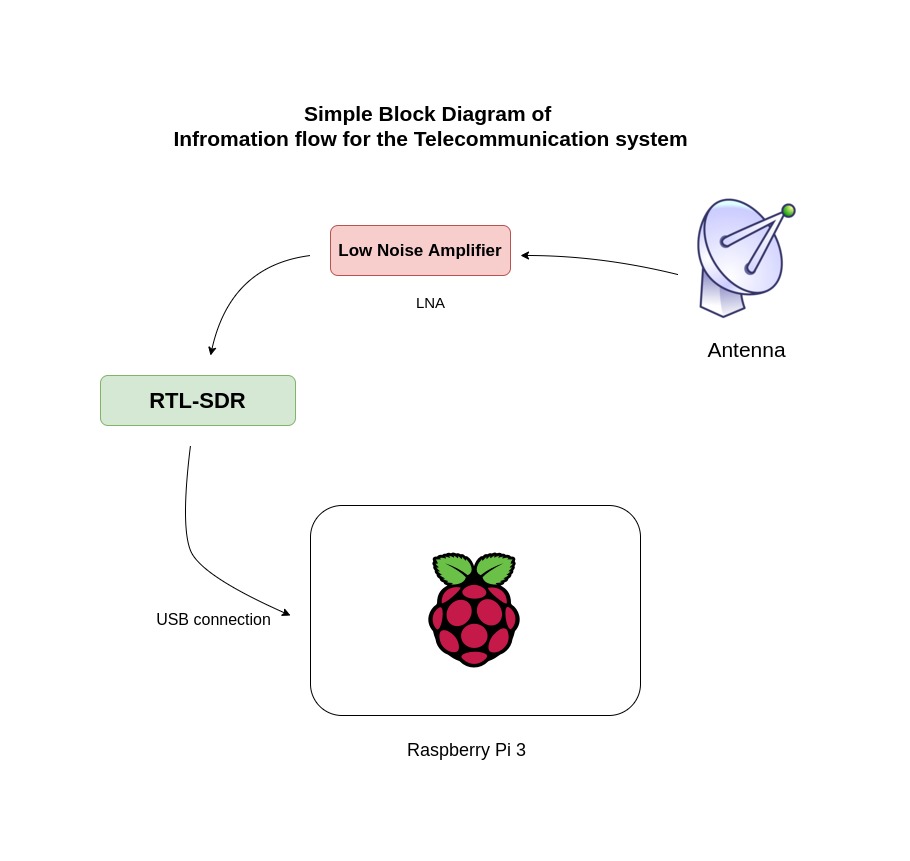 Simple Block Diagram of
Infromation flow for the Telecommunication system
Low Noise Amplifier
LNA
Antenna
RTL-SDR
USB connection
Raspberry Pi 3